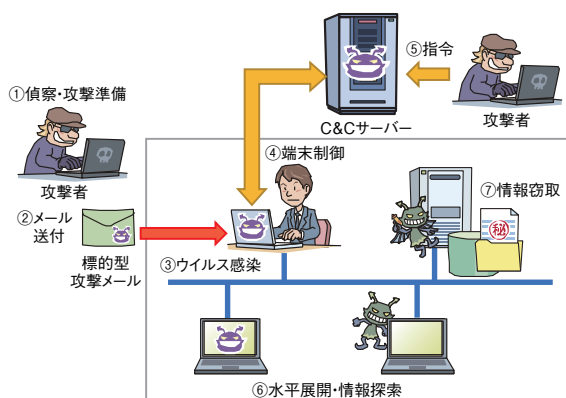 ①偵察・攻撃準備
攻撃者
②メール
送付
標的型
攻撃メール
③ウイルス感染
④端末制御
C&Cサーバー
⑤指令
攻撃者
⑦情報窃取
秘
⑥水平展開・情報探索